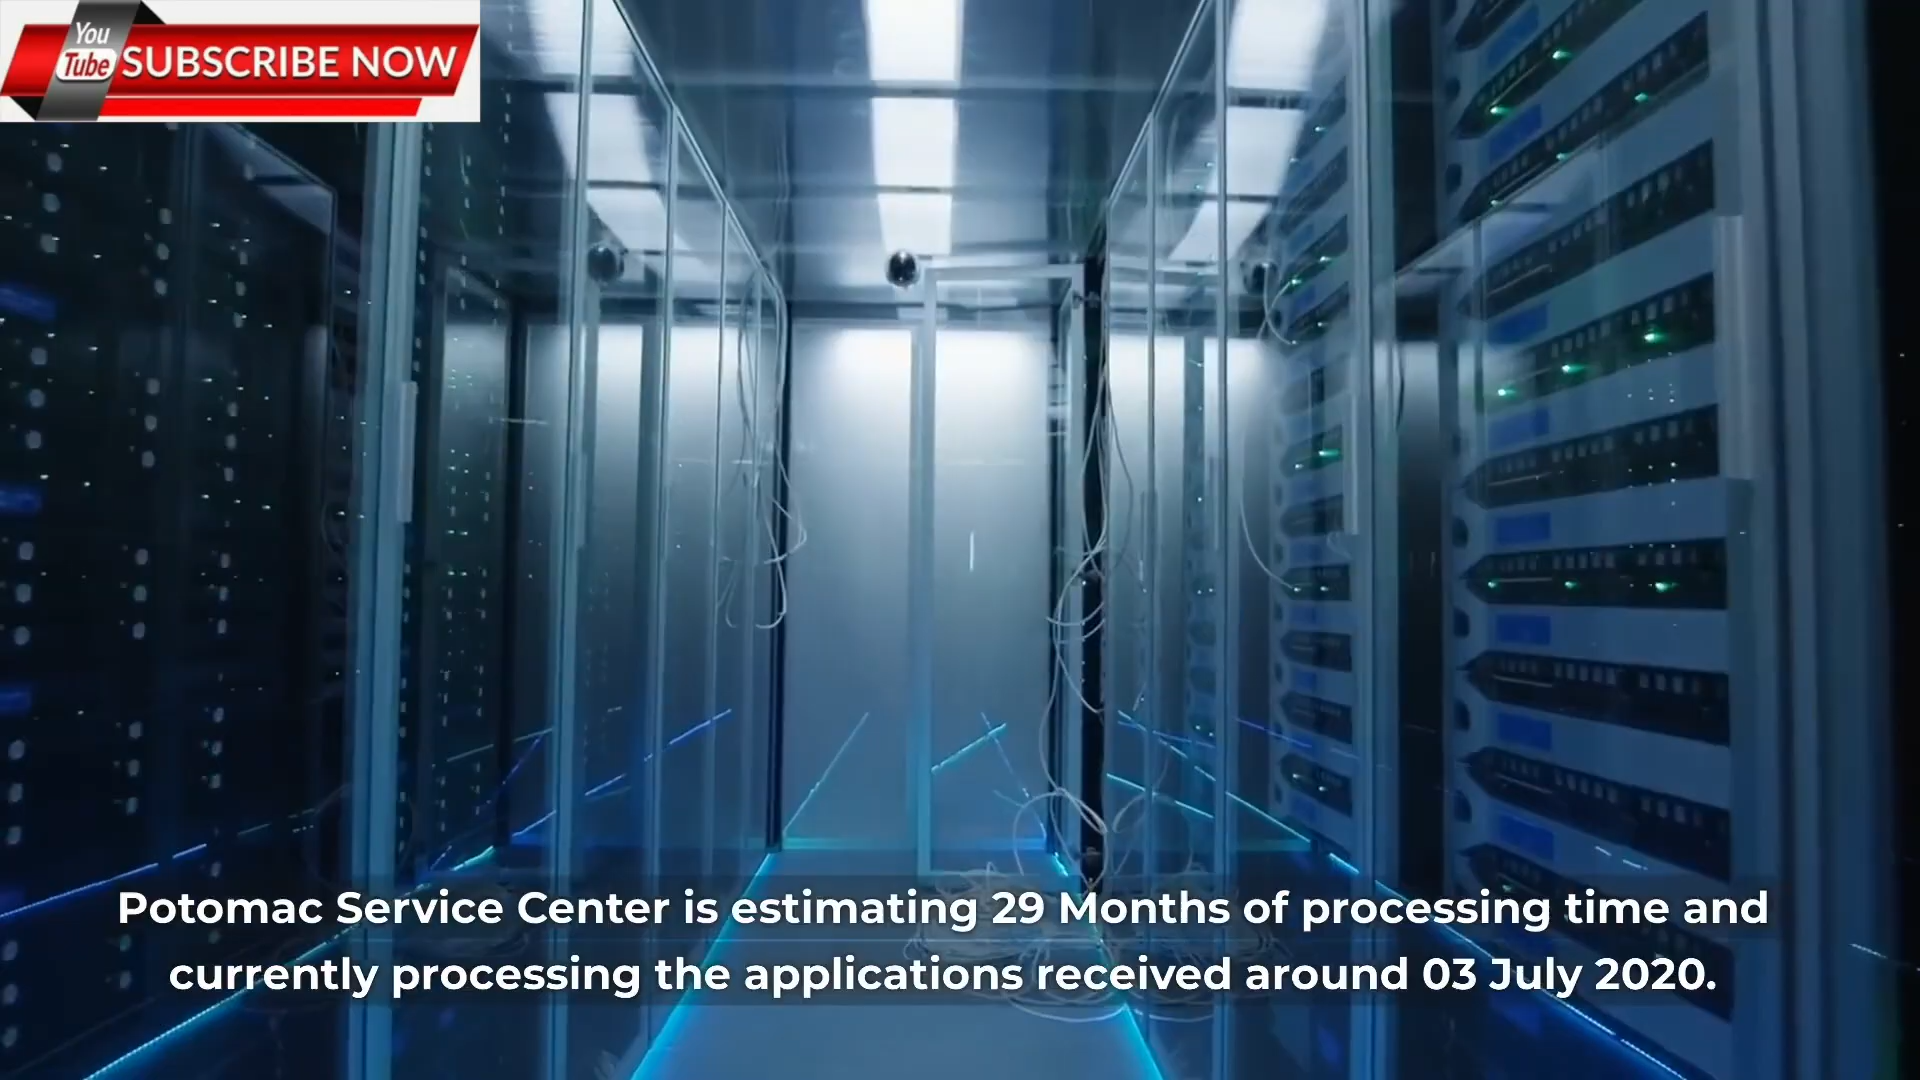 You
Tube
SUBSCRIBE NOW
Potomac Service Center is estimating 29 Months of processing time and
currently processing the applications received around 03 July 2020.